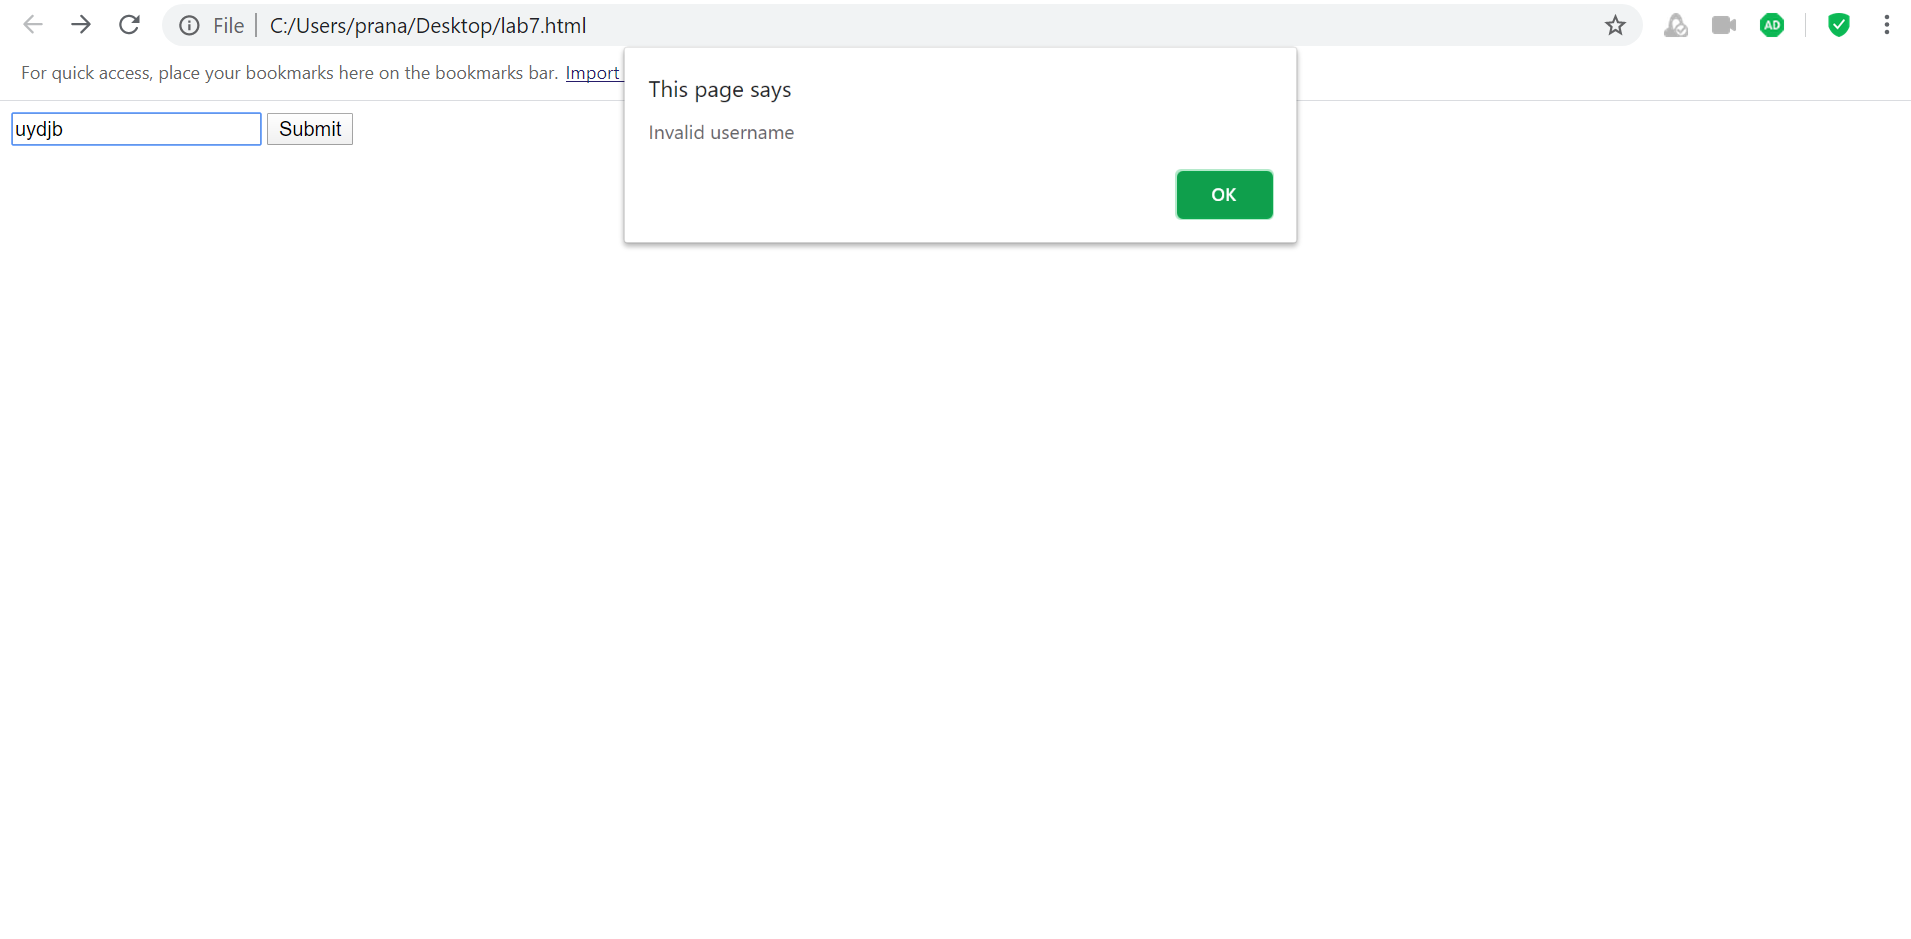 File | C:/Users/prana/Desktop/lab7.html
AD
For quick access, place your bookmarks here on the bookmarks bar. Import
uydjb
Submit
This page says
Invalid username
OK